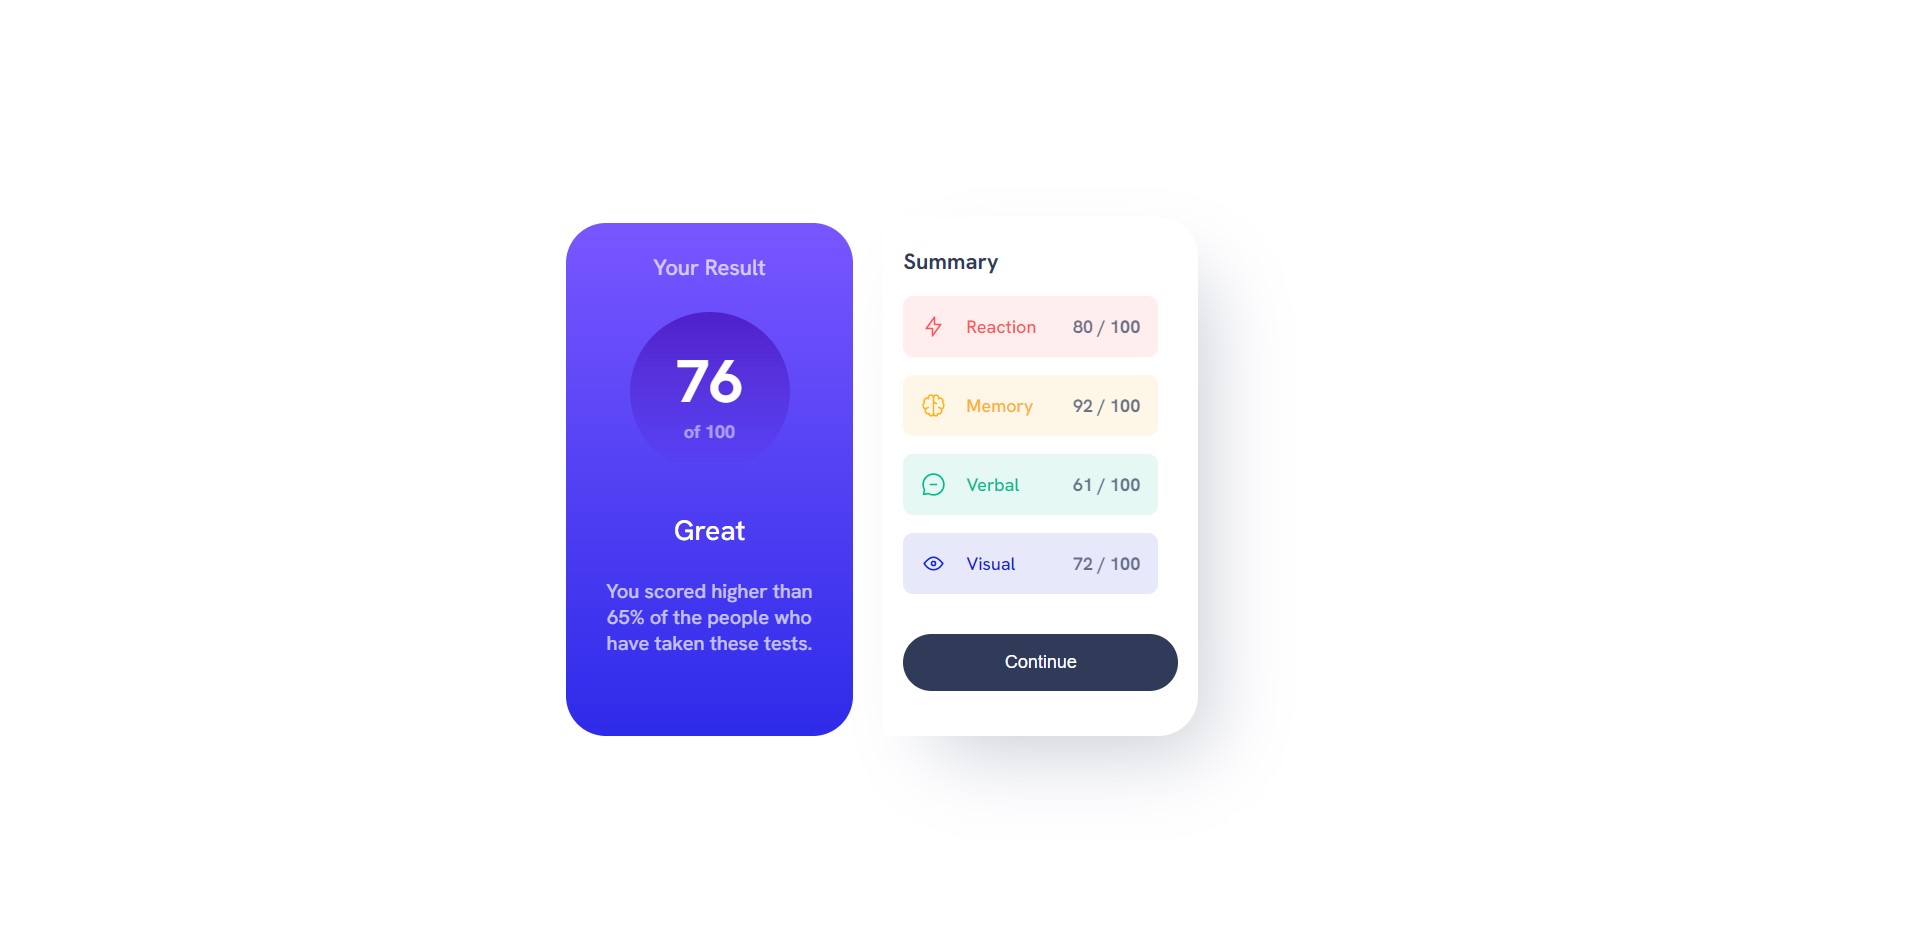 Your Result
76
of 100
Great
You scored higher than
65% of the people who
have taken these tests.
Summary
Reaction 80 / 100
Memory 92 / 100
Verbal 61 / 100
Visual 72 / 100
Continue